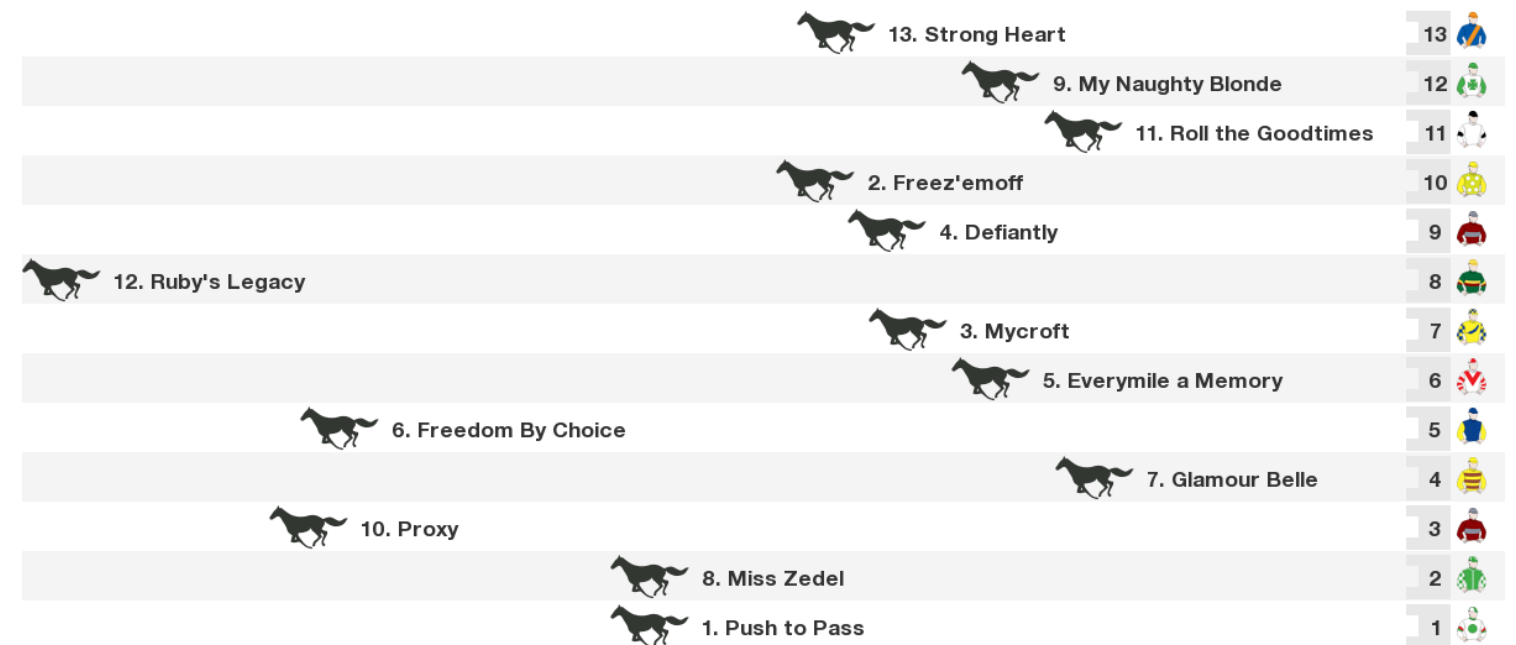 13. Strong Heart 13
9. My Naughty Blonde 12
11. Roll the Goodtimes 11
2. Freez'emoff 10
4. Defiantly 9
12. Ruby's Legacy 8
3. Mycroft 7
5. Everymile a Memory 6
6. Freedom By Choice 5
7. Glamour Belle 4
10. Proxy 3
8. Miss Zedel 2
1. Push to Pass 1